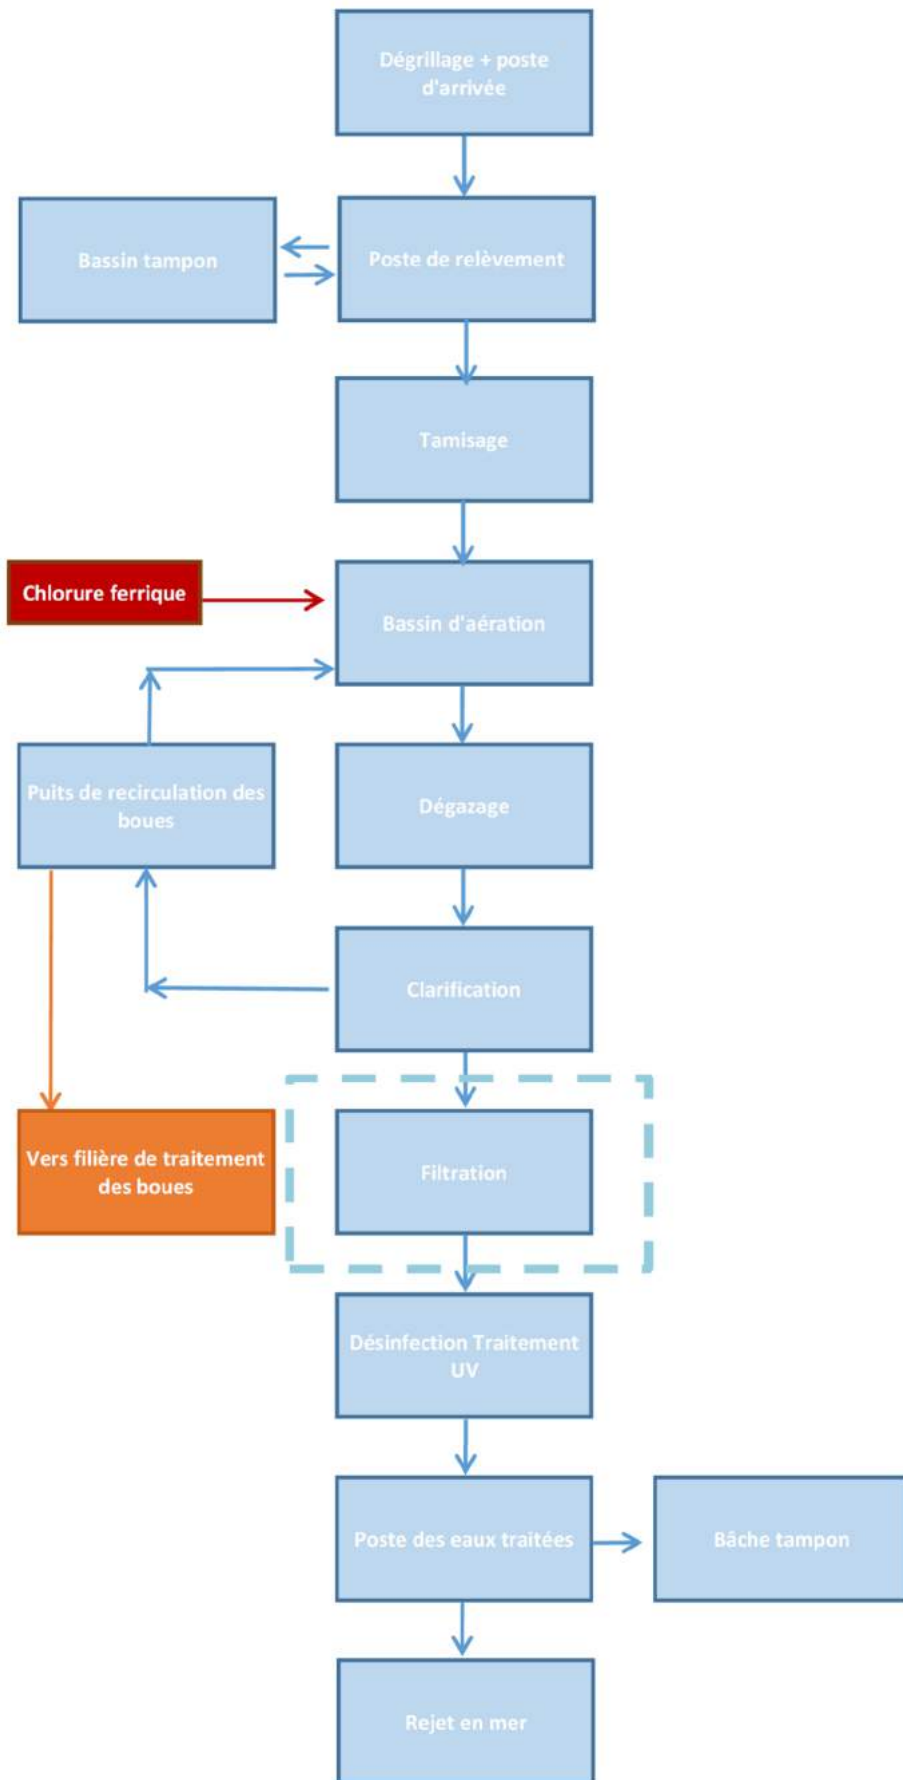 Dégrillage + poste
d'arrivée
Bassin tampon
Poste de relèvement
Tamisage
Chlorure ferrique
Bassin d'aération
Puits de recirculation des
boues
Dégazage
Clarification
Vers filière de traitement
des boues
Filtration
Désinfection Traitement
UV
Poste des eaux traitées
Bâche tampon
Rejet en mer